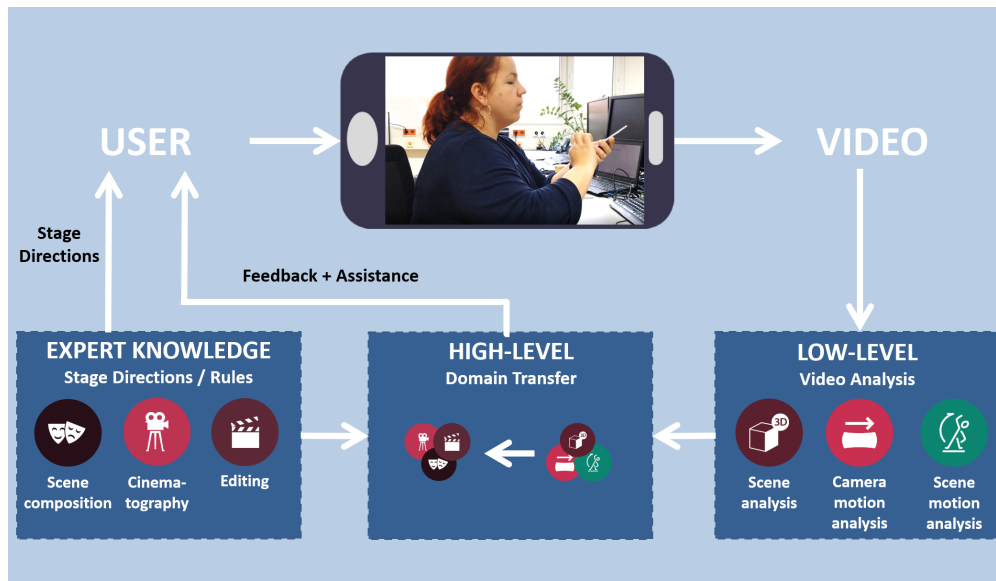 USER
VIDEO
Stage
Directions
Feedback + Assistance
EXPERT KNOWLEDGE
Stage Directions / Rules
Scene
composition
Cinema-
tography
Editing
HIGH-LEVEL
Domain Transfer
3D
LOW-LEVEL
Video Analysis
3D
Scene
analysis
Camera
motion
analysis
Scene
motion
analysis